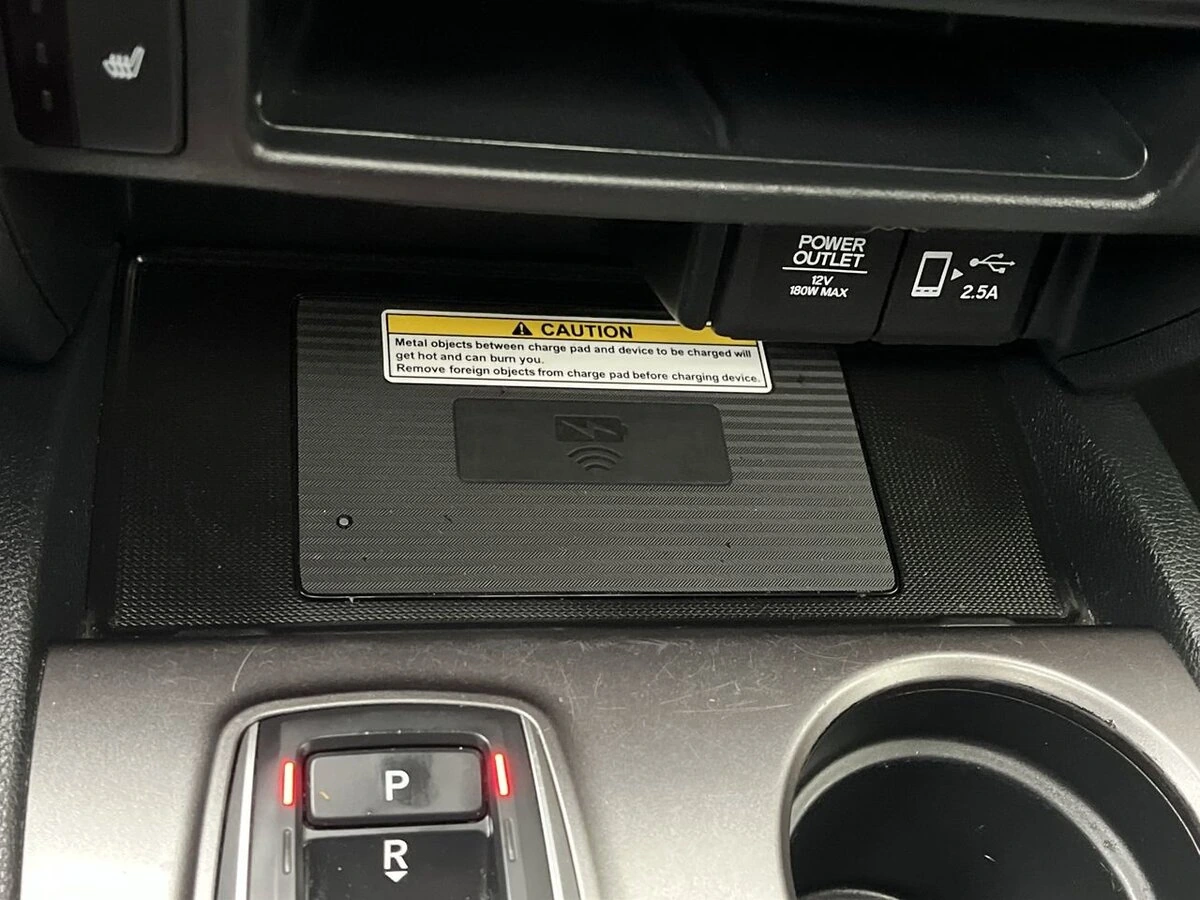 POWER
OUTLET
12V
180W MAX
2.5A
CAUTION
Metal objects between charge pad and device to be charged will
get hot and can burn you.
Remove foreign objects from charge pad before charging device.
P
R